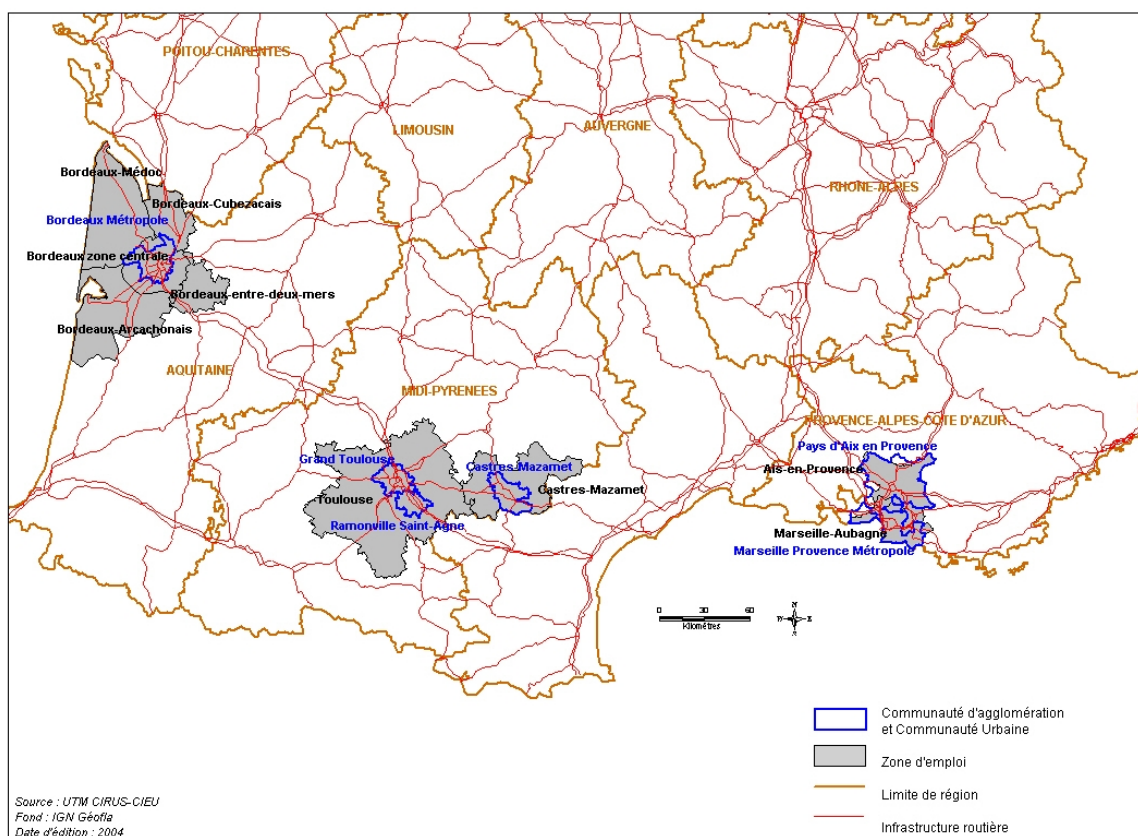 POITOU-CHARENTES
LIMOUSIN
AUVERGNE
Bordeaux-Médoc
RHONE-ALPES
Bordeaux-Cubezacais
Bordeaux Métropole
Bordeaux zone centrale
Bordeaux-entre-deux-mers
Bordeaux-Arcachonais
AQUITAINE
MIDI-PYRENEES
PROVENCE-ALPES-COTE D'AZUR
Pays d'Aix en Provence
Grand Toulouse
Castres-Mazamet
Aix-en-Provence
Castres-Mazamet
Toulouse
Ramonville Saint-Agne
Marseille-Aubagne
Marseille Provence Métropole
0 30 60
Kilomètres
N
W E
S
Communauté d'agglomération
et Communauté Urbaine
Zone d'emploi
Limite de région
Infrastructure routière
Source : UTM CIRUS-CIEU
Fond : IGN Géofla
Date d'édition : 2004